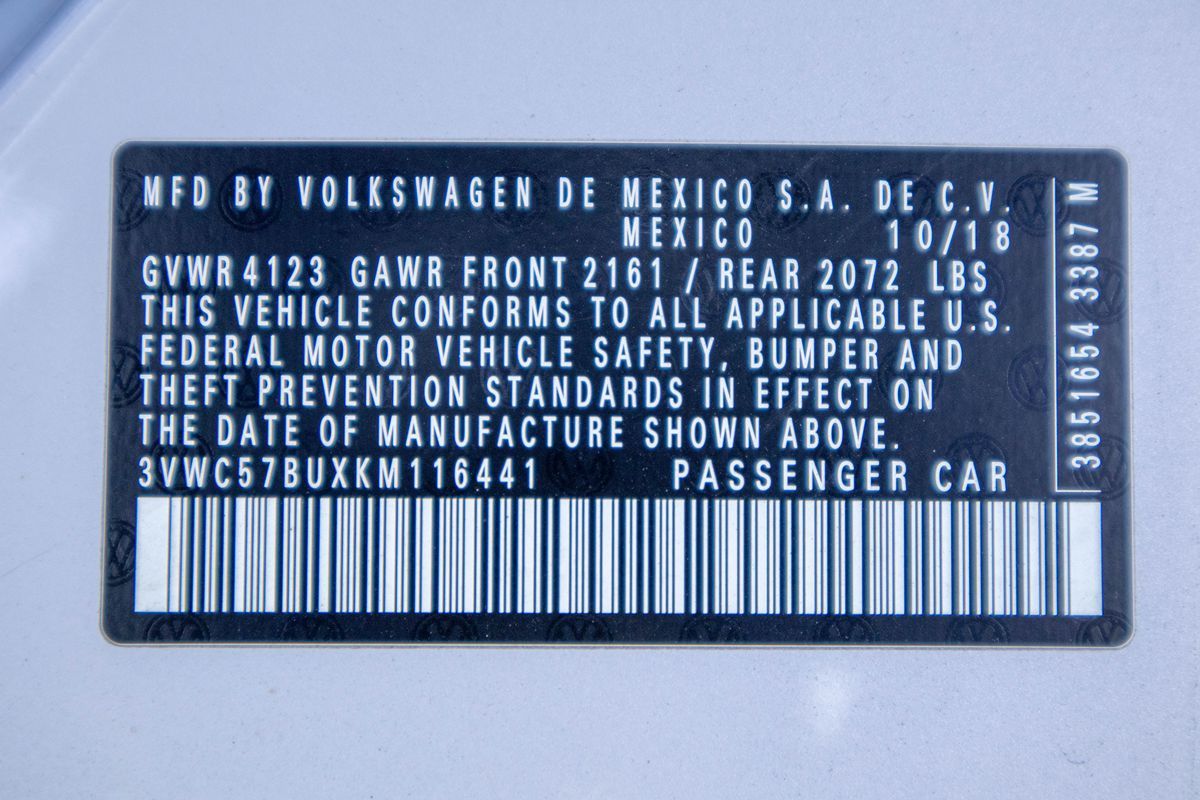 MFD BY VOLKSWAGEN DE MEXICO S.A. DE C.V.
MEXICO 10/18
GVWR 4123 GAWR FRONT 2161 / REAR 2072 LBS
THIS VEHICLE CONFORMS TO ALL APPLICABLE U.S.
FEDERAL MOTOR VEHICLE SAFETY, BUMPER AND
THEFT PREVENTION STANDARDS IN EFFECT ON
THE DATE OF MANUFACTURE SHOWN ABOVE.
3VWC57BUXKM116441 PASSENGER CAR
38516543387 M